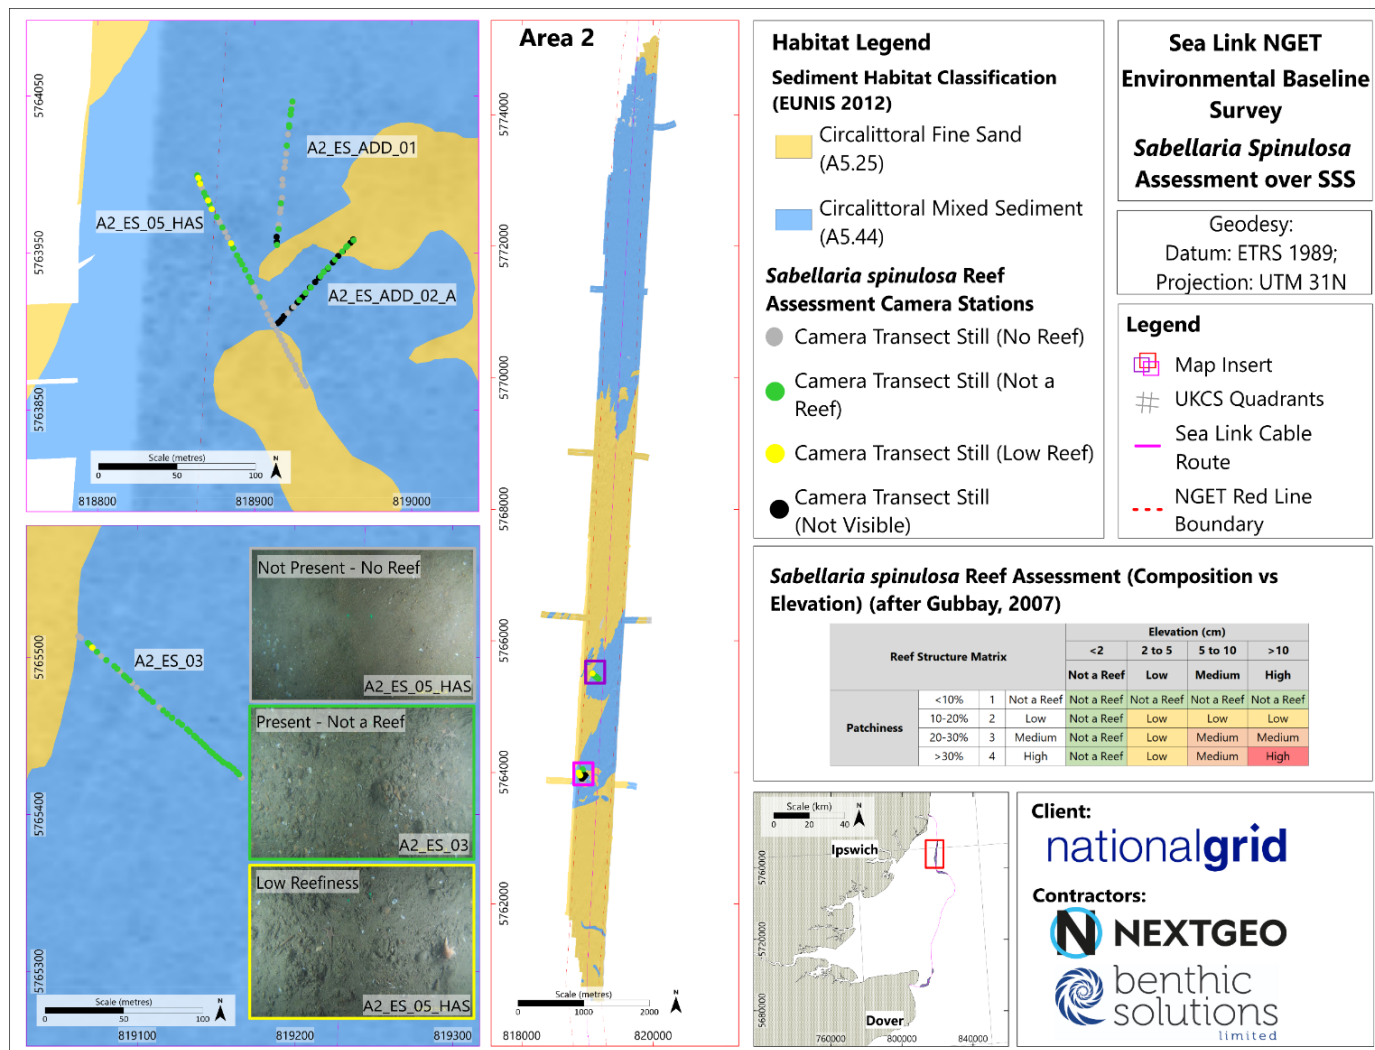 5764050
5763950
5763850
A2_ES_ADD_01
A2_ES_05_HAS
A2_ES_ADD_02_A
Scale (metres)
0 50 100
N
818800 818900 819000
5765500
5765400
5765300
A2_ES_03
Not Present - No Reef
A2_ES_05_HAS
Present - Not a Reef
A2_ES_03
Low Reefiness
A2_ES_05_HAS
Scale (metres)
0 50 100
N
819100 819200 819300
Area 2
5774000
5772000
5770000
5768000
5766000
5764000
5762000
Scale (metres)
0 1000 2000
N
818000 820000
Habitat Legend
Sediment Habitat Classification
(EUNIS 2012)
Circalittoral Fine Sand
(A5.25)
Circalittoral Mixed Sediment
(A5.44)
Sabellaria spinulosa Reef
Assessment Camera Stations
Camera Transect Still (No Reef)
Camera Transect Still (Not a
Reef)
Camera Transect Still (Low Reef)
Camera Transect Still
(Not Visible)
Sea Link NGET
Environmental Baseline
Survey
Sabellaria Spinulosa
Assessment over SSS
Geodesy:
Datum: ETRS 1989;
Projection: UTM 31N
Legend
Map Insert
UKCS Quadrants
Sea Link Cable
Route
NGET Red Line
Boundary
Sabellaria spinulosa Reef Assessment (Composition vs
Elevation) (after Gubbay, 2007)
Reef Structure Matrix
Elevation (cm)
<2 2 to 5 5 to 10 >10
Not a Reef Low Medium High
Patchiness
<10% 1 Not a Reef Not a Reef Not a Reef Not a Reef Not a Reef
10-20% 2 Low Not a Reef Low Low Low
20-30% 3 Medium Not a Reef Low Medium Medium
>30% 4 High Not a Reef Low Medium High
Scale (km)
0 20 40
N
Ipswich
Dover
5760000
5720000
5680000
760000 800000 840000
Client:
nationalgrid
Contractors:
N NEXTGEO
benthic
solutions
limited